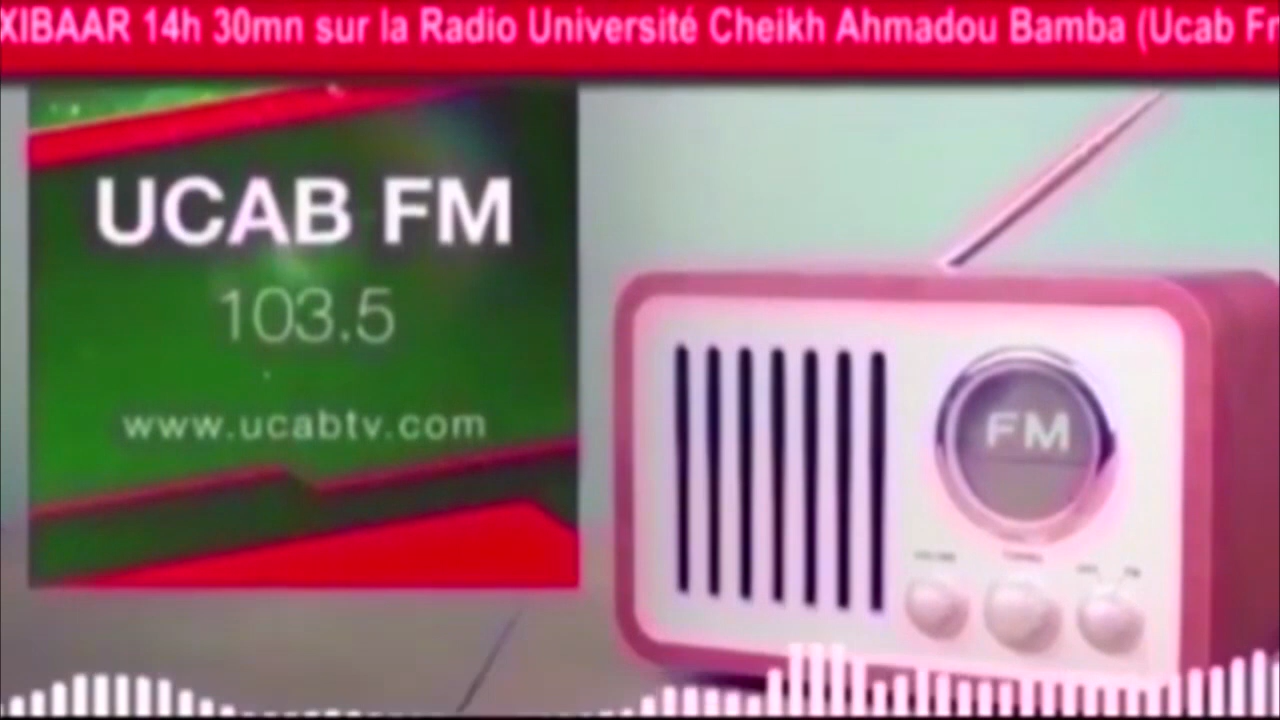 XIBAAR 14h 30mn sur la Radio Université Cheikh Ahmadou Bamba (Ucab
UCAB FM
103.5
www.ucabtv.com
FM